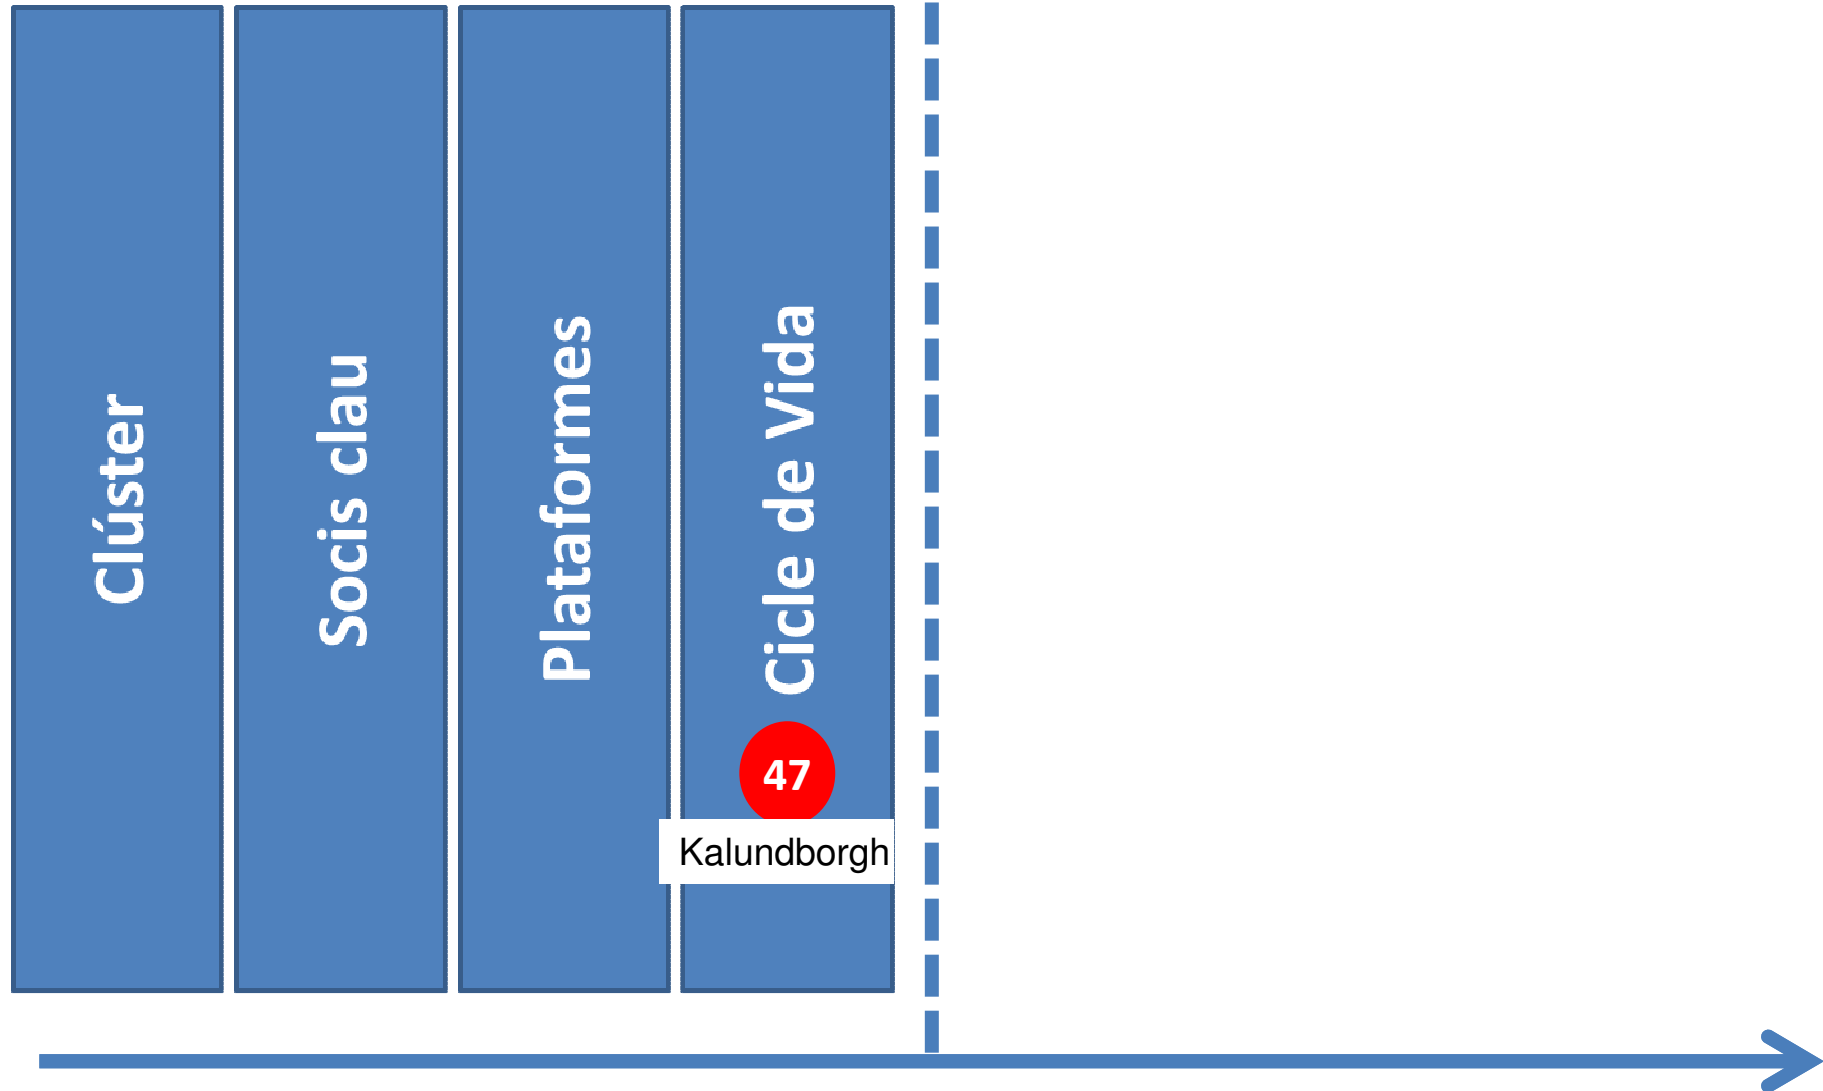 Clúster
Socis clau
Plataformes
Cicle de Vida
47
Kalundborgh